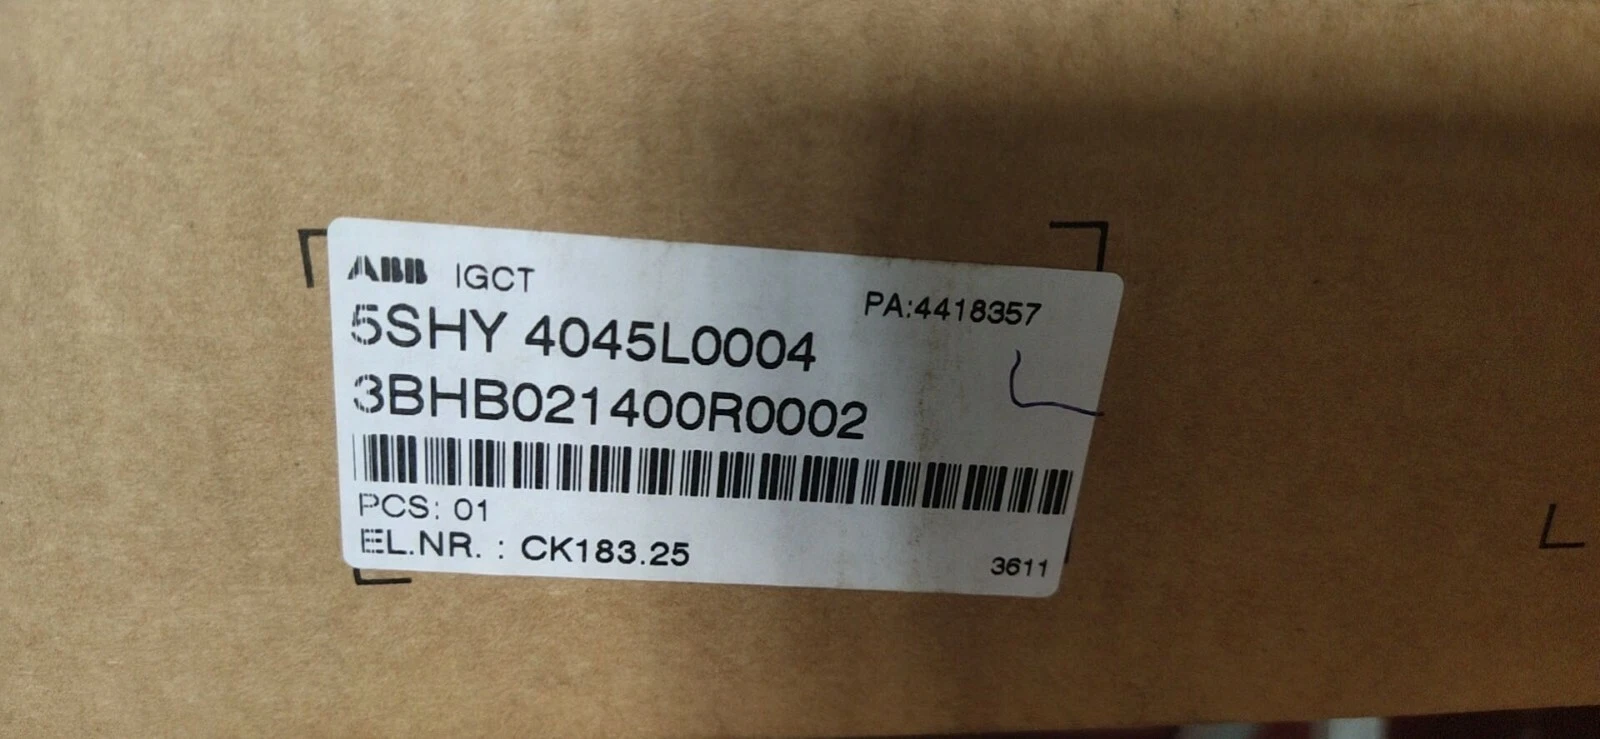 ABB IGCT
PA:4418357
5SHY 4045L0004
3BHB021400R0002
PCS: 01
EL.NR. : CK183.25
3611